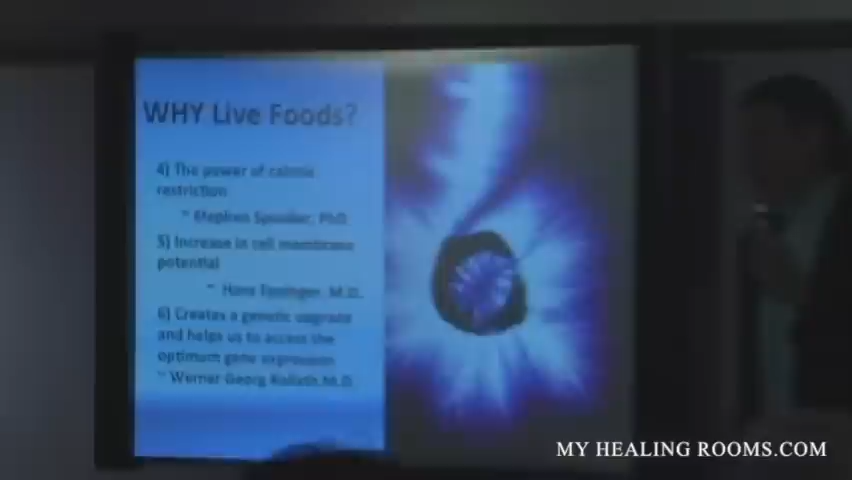 WHY Live Foods?
4) The power of caloric
restriction
~ Stephen PhD
5) Increase in cell membrane
potential
~ Hans Eppinger, M.D.
6) Creates a genetic upgrade
and helps us to access the
optimum gene expression
~ Werner Georg Kollath, M.D.
MY HEALING ROOMS.COM